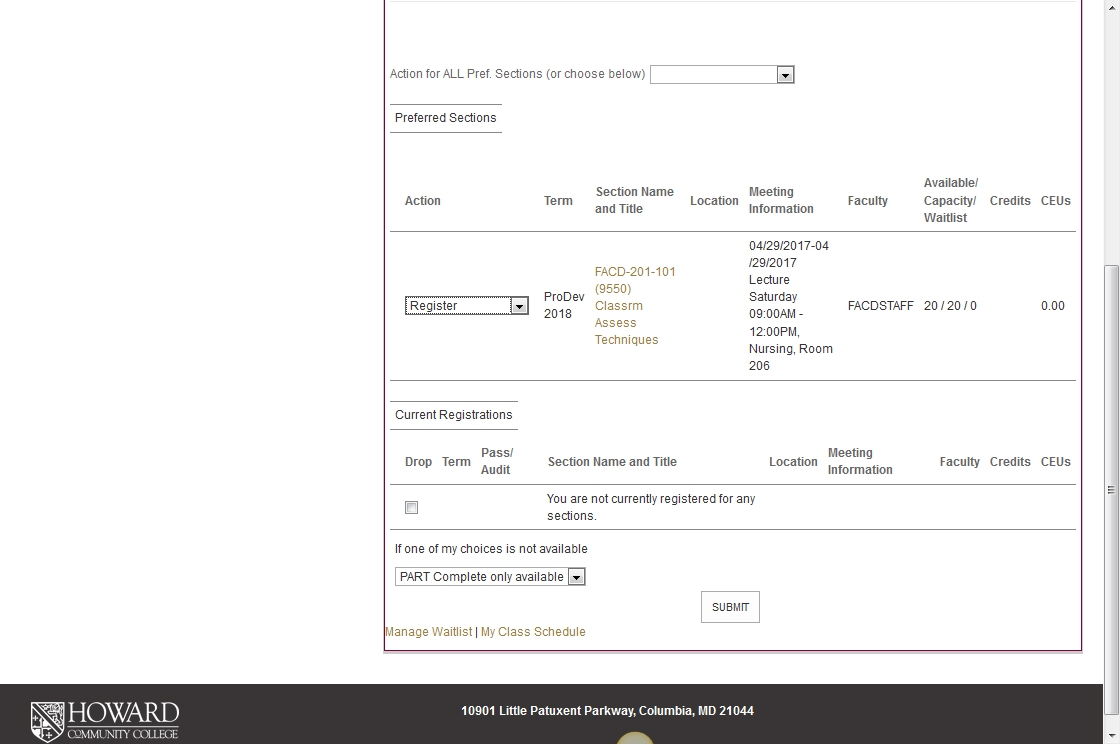 Action for ALL Pref. Sections (or choose below)
Preferred Sections
Action Term Section Name and Title Location Meeting Information Faculty Available/ Capacity/ Waitlist Credits CEUs
Register
ProDev
2018
FACD-201-101
(9550)
Classrm
Assess
Techniques
04/29/2017-04
/29/2017
Lecture
Saturday
09:00AM -
12:00PM,
Nursing, Room
206
FACDSTAFF
20 / 20 / 0
0.00
Current Registrations
Drop Term Pass/ Audit Section Name and Title Location Meeting Information Faculty Credits CEUs
You are not currently registered for any
sections.
If one of my choices is not available
PART Complete only available
SUBMIT
Manage Waitlist | My Class Schedule
HOWARD
COMMUNITY COLLEGE
10901 Little Patuxent Parkway, Columbia, MD 21044